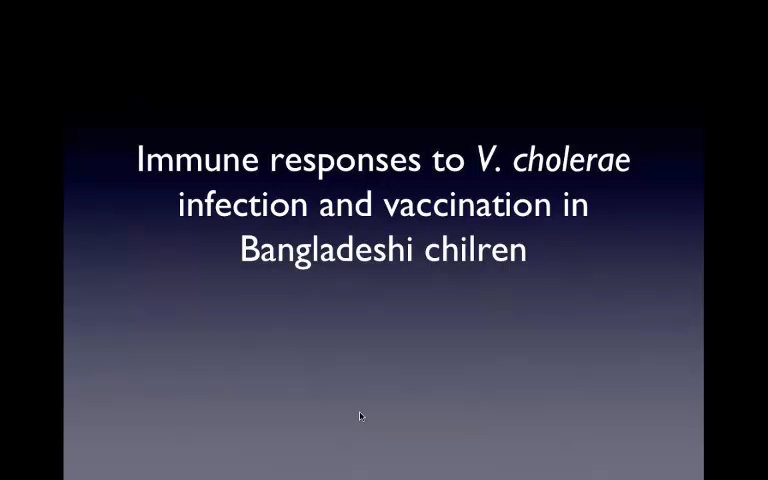 Immune responses to V. cholerae
infection and vaccination in
Bangladeshi chilren